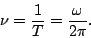 ν = 1/T = ω/2π.